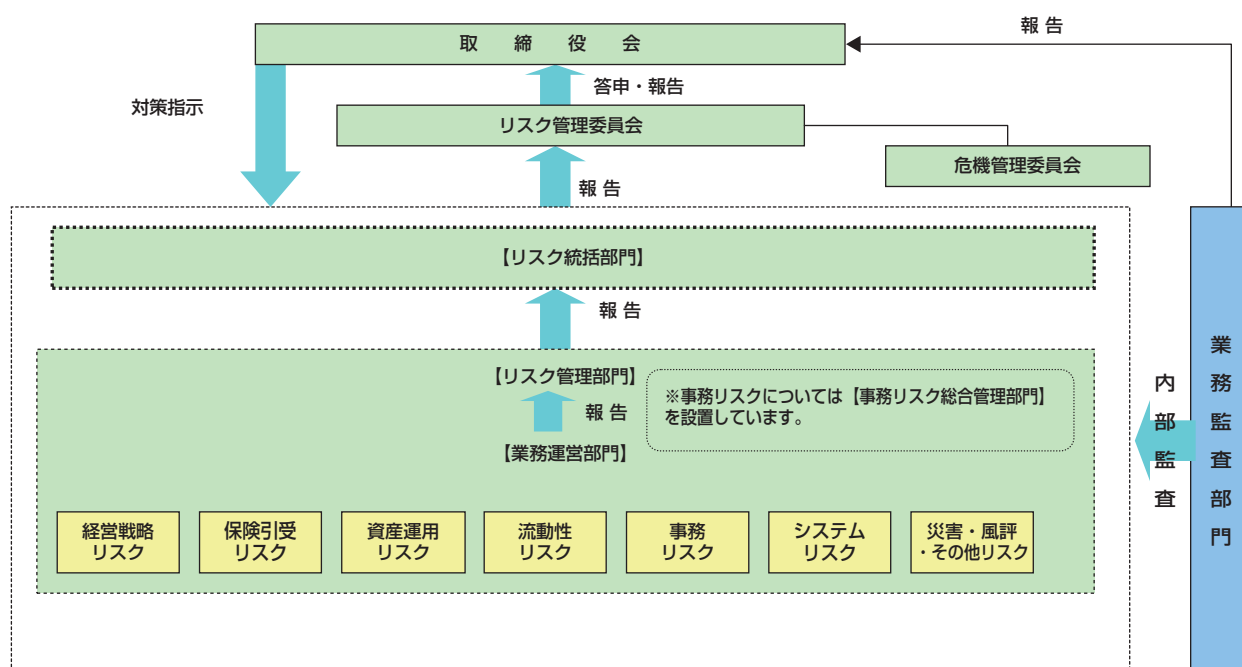 報 告
取 締 役 会
答申・報告
対策指示
リスク管理委員会
危機管理委員会
報 告
【リスク統括部門】
報 告
【リスク管理部門】
※事務リスクについては【事務リスク総合管理部門】
を設置しています。
報 告
【業務運営部門】
内部監査
業務監査部門
経営戦略
リスク
保険引受
リスク
資産運用
リスク
流動性
リスク
事務
リスク
システム
リスク
災害・風評
・その他リスク